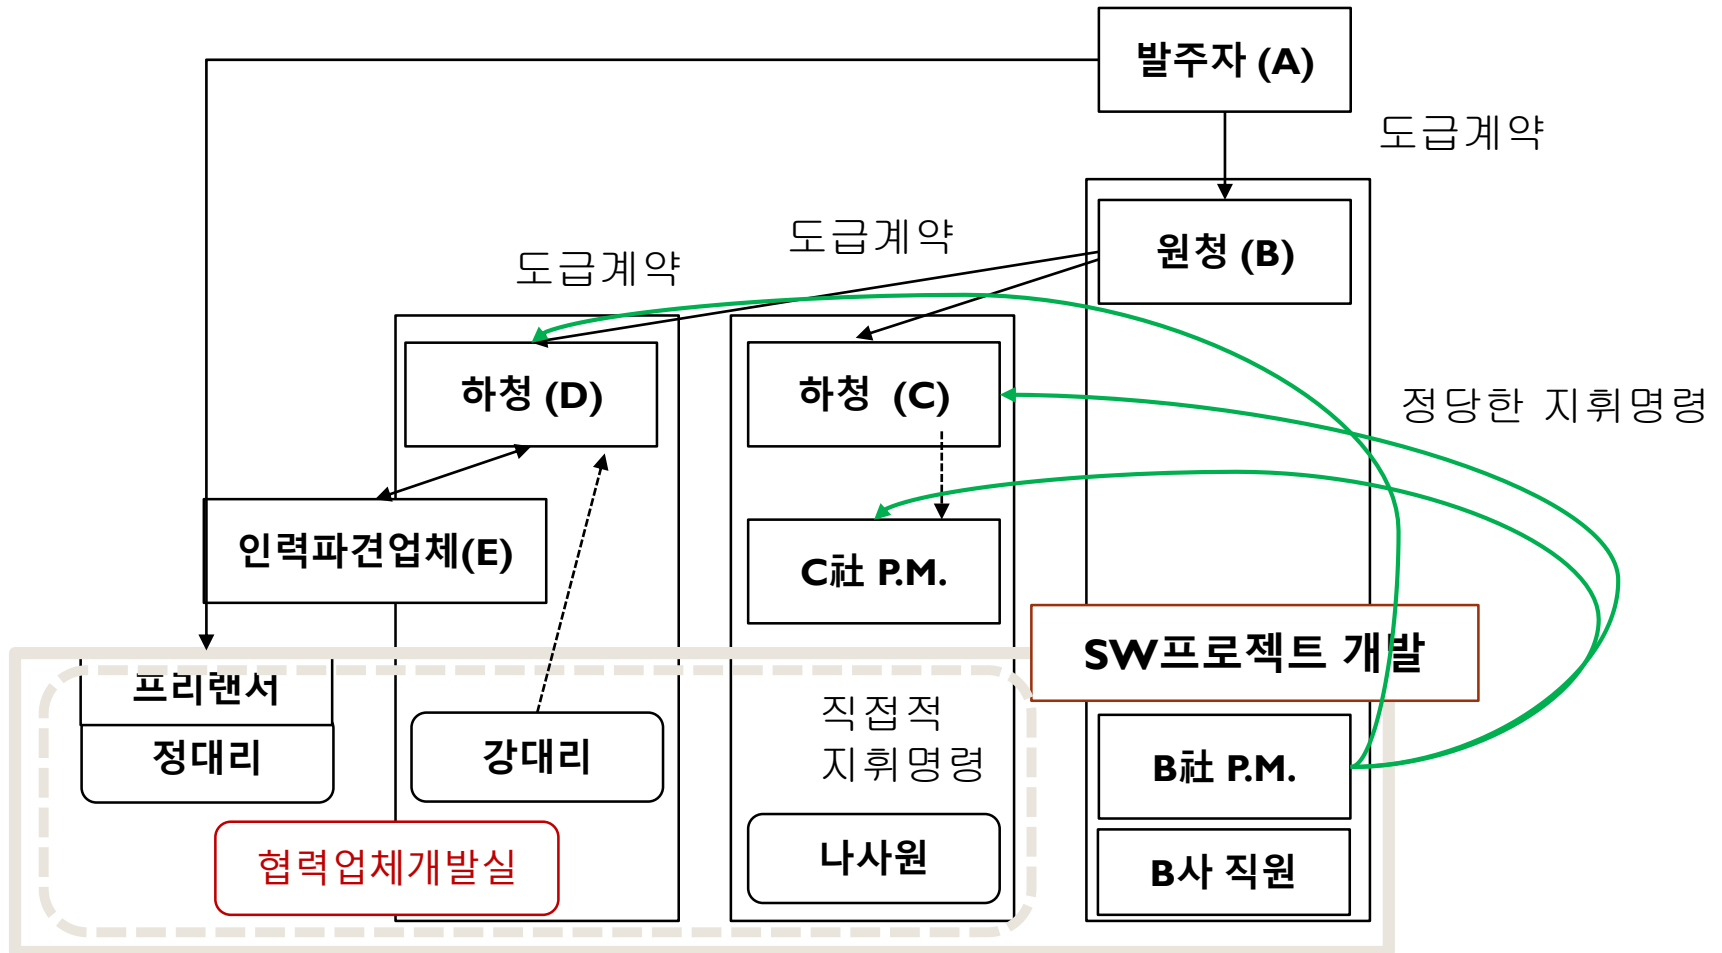 발주자 (A)
도급계약
도급계약
도급계약
원청 (B)
하청 (D)
하청 (C)
정당한 지휘명령
인력파견업체(E)
C社 P.M.
SW프로젝트 개발
프리랜서
정대리
강대리
직접적
지휘명령
B社 P.M.
협력업체개발실
나사원
B사 직원